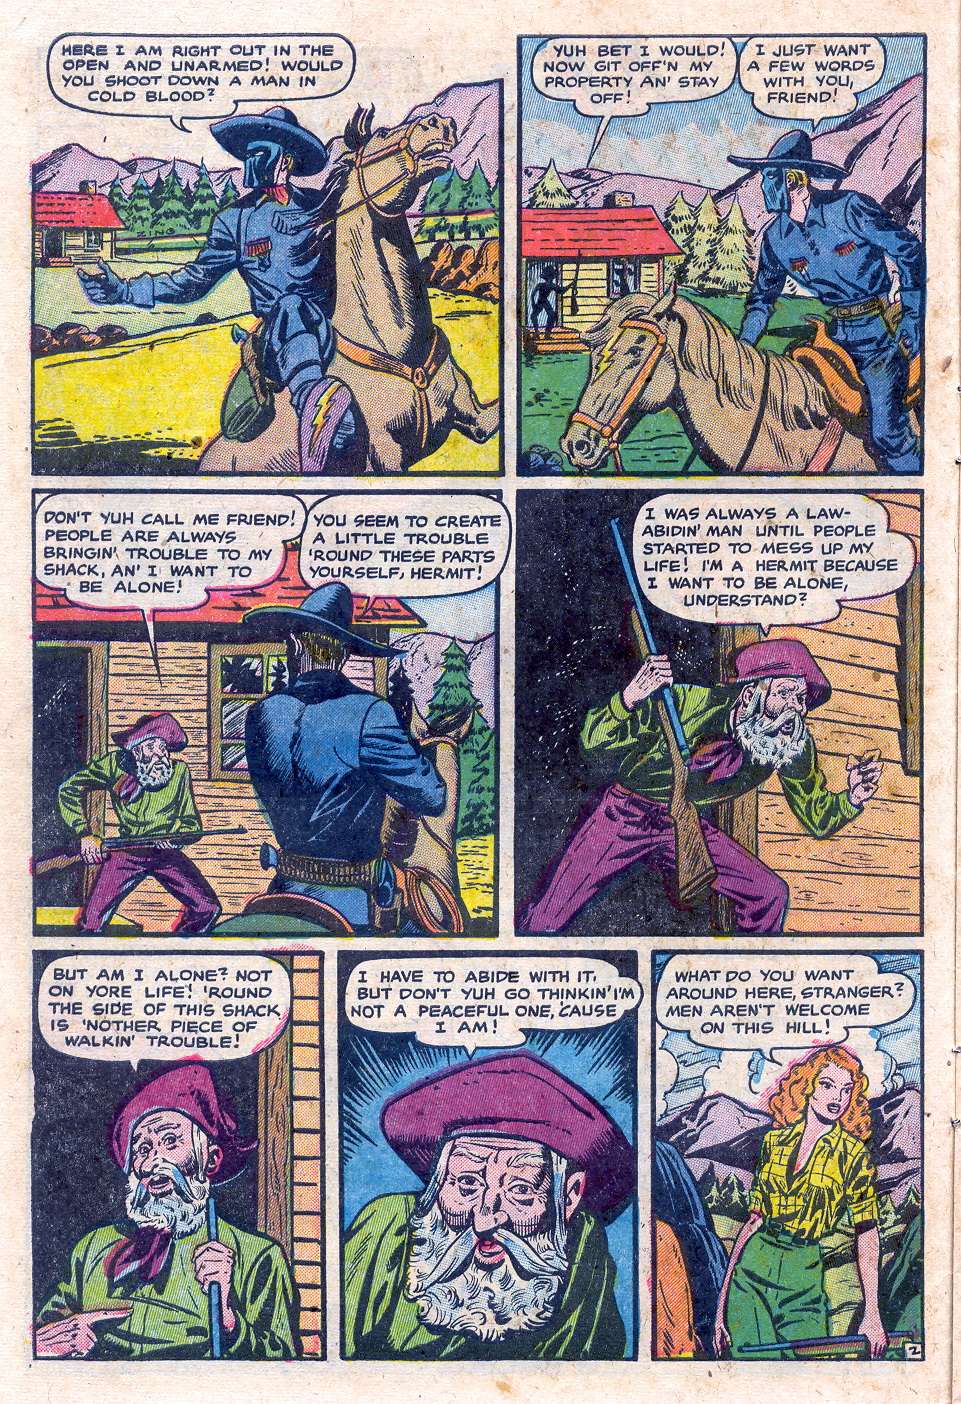 HERE I AM RIGHT OUT IN THE
OPEN AND UNARMED! WOULD
YOU SHOOT DOWN A MAN IN
COLD BLOOD?
YUH BET I WOULD!
NOW GIT OFF'N MY
PROPERTY AN' STAY
OFF!
I JUST WANT
A FEW WORDS
WITH YOU,
FRIEND!
DON'T YUH CALL ME FRIEND!
PEOPLE ARE ALWAYS
BRINGIN' TROUBLE TO MY
SHACK, AN' I WANT TO
BE ALONE!
YOU SEEM TO CREATE
A LITTLE TROUBLE
'ROUND THESE PARTS
YOURSELF, HERMIT!
I WAS ALWAYS A LAW-
ABIDIN' MAN UNTIL PEOPLE
STARTED TO MESS UP MY
LIFE! I'M A HERMIT BECAUSE
I WANT TO BE ALONE,
UNDERSTAND?
BUT AM I ALONE? NOT
ON YORE LIFE! 'ROUND
THE SIDE OF THIS SHACK
IS 'NOTHER PIECE OF
WALKIN' TROUBLE!
I HAVE TO ABIDE WITH IT,
BUT DON'T YUH GO THINKIN' I'M
NOT A PEACEFUL ONE, 'CAUSE
I AM!
WHAT DO YOU WANT
AROUND HERE, STRANGER?
MEN AREN'T WELCOME
ON THIS HILL!
2